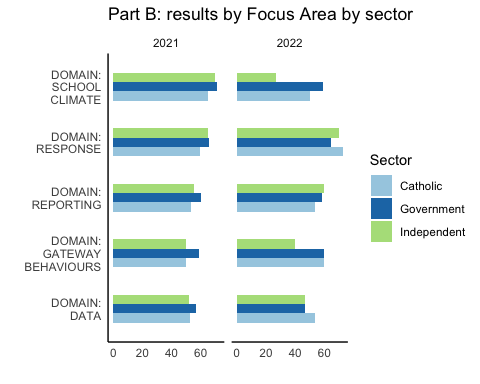 Part B: results by Focus Area by sector
2021
2022
DOMAIN:
SCHOOL
CLIMATE
DOMAIN:
RESPONSE
DOMAIN:
REPORTING
DOMAIN:
GATEWAY
BEHAVIOURS
DOMAIN:
DATA
0 20 40 60
0 20 40 60
Sector
Catholic
Government
Independent